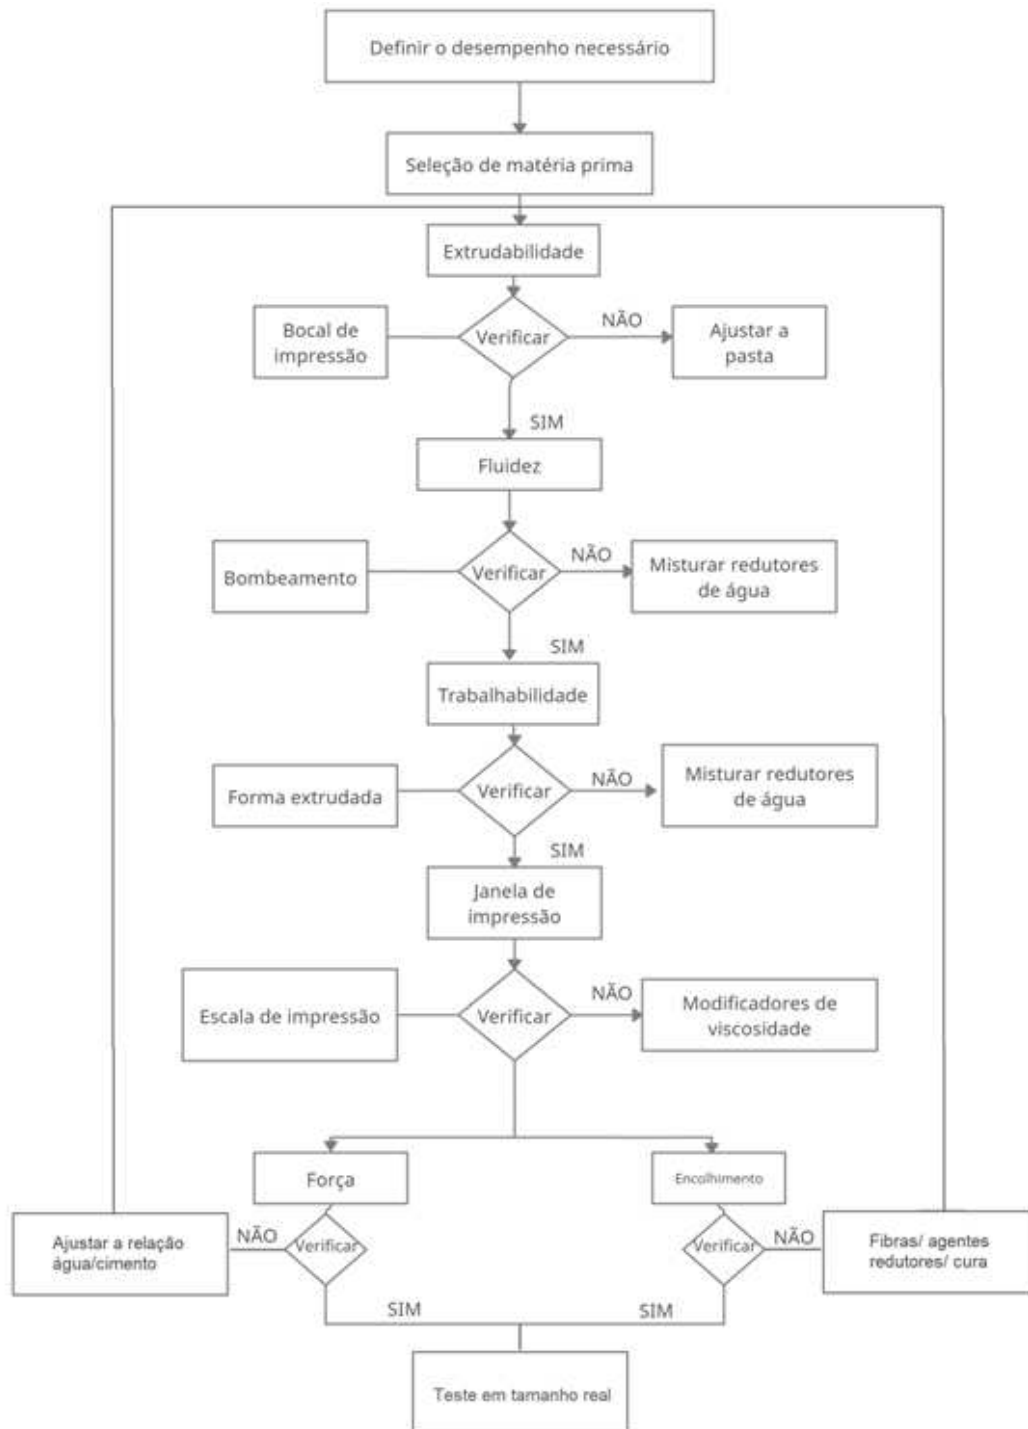 Definir o desempenho necessário
Seleção de matéria prima
Extrudabilidade
Bocal de
impressão
Verificar
NÃO
Ajustar a
pasta
SIM
Fluidez
Bombeamento
Verificar
NÃO
Misturar redutores
de água
SIM
Trabalhabilidade
Forma extrudada
Verificar
NÃO
Misturar redutores
de água
SIM
Janela de
impressão
Escala de impressão
Verificar
NÃO
Modificadores de
viscosidade
Força
Encolhimento
Ajustar a relação
água/cimento
NÃO
Verificar
Verificar
NÃO
Fibras/ agentes
redutores/ cura
SIM
SIM
Teste em tamanho real